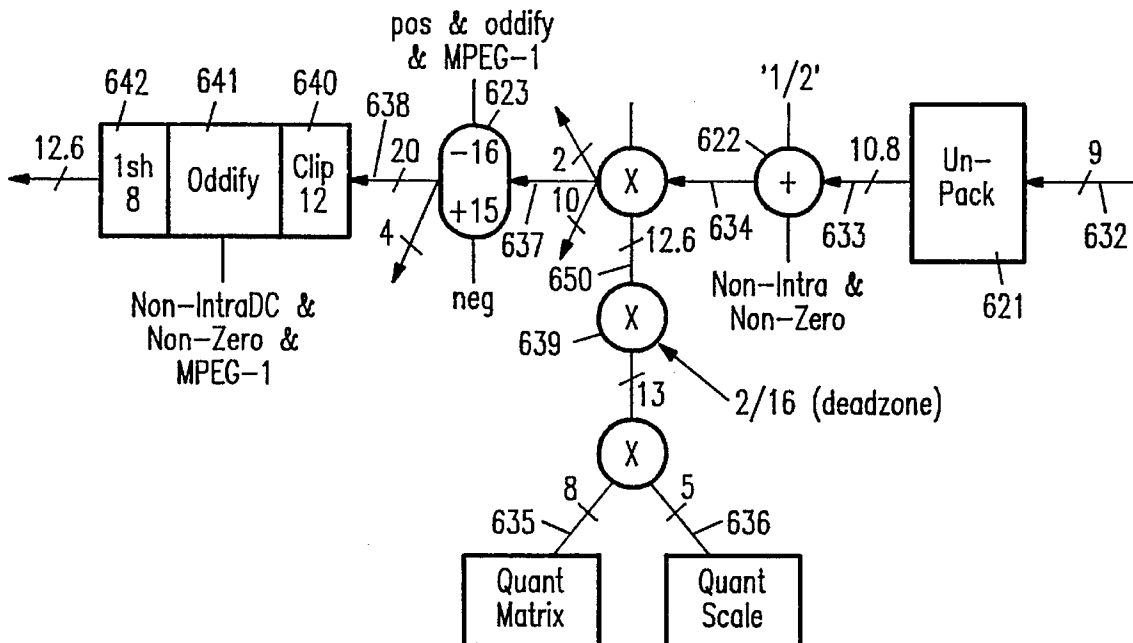 pos & oddify
& MPEG-1
'1/2'
642
641
640
638
623
622
10.8
9
12.6
1sh
8
Oddify
Clip
12
20
-16
+15
2
10
X
+
Un-
Pack
4
637
634
633
632
neg
12.6
650
Non-Intra &
Non-Zero
621
Non-IntraDC &
Non-Zero &
MPEG-1
639
X
13
2/16 (deadzone)
X
8
5
635
636
Quant
Matrix
Quant
Scale